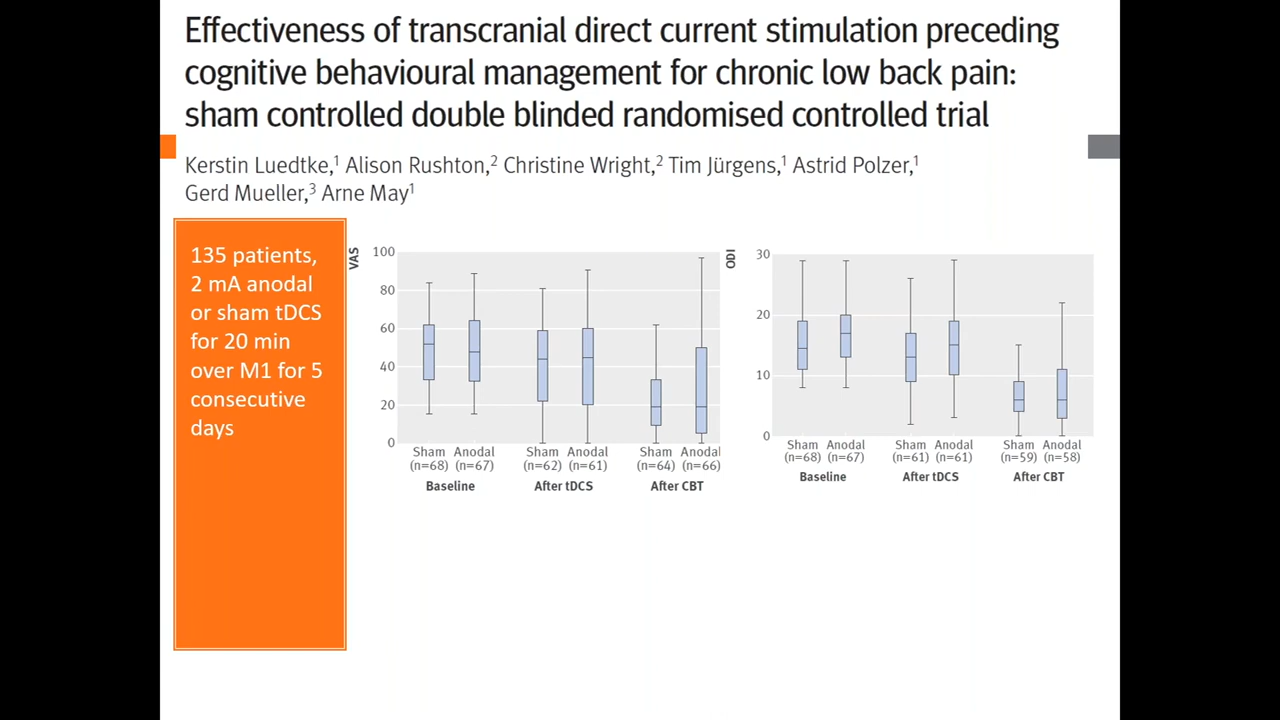 Effectiveness of transcranial direct current stimulation preceding
cognitive behavioural management for chronic low back pain:
sham controlled double blinded randomised controlled trial
Kerstin Luedtke,¹ Alison Rushton,² Christine Wright,² Tim Jürgens,¹ Astrid Polzer,¹
Gerd Mueller,³ Arne May¹
135 patients,
2 mA anodal
or sham tDCS
for 20 min
over M1 for 5
consecutive
days
VAS
100
80
60
40
20
0
Sham Anodal Sham Anodal Sham Anodal
(n=68) (n=67) (n=62) (n=61) (n=64) (n=66)
Baseline After tDCS After CBT
ODI
30
20
10
0
Sham Anodal Sham Anodal Sham Anodal
(n=68) (n=67) (n=61) (n=61) (n=59) (n=58)
Baseline After tDCS After CBT